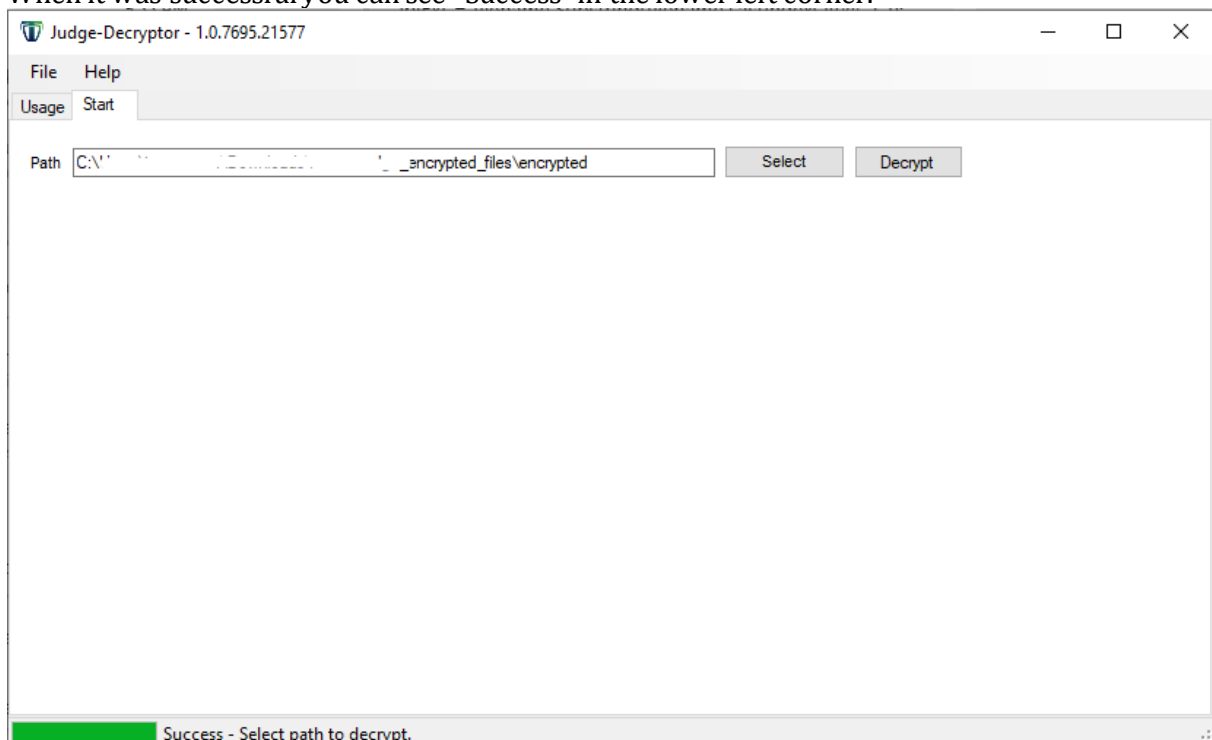 When it was successful you can see "Success" in the lower left corner.
Judge-Decryptor - 1.0.7695.21577
File Help
Usage Start
Path C:\ _encrypted_files\encrypted Select Decrypt
Success - Select path to decrypt.